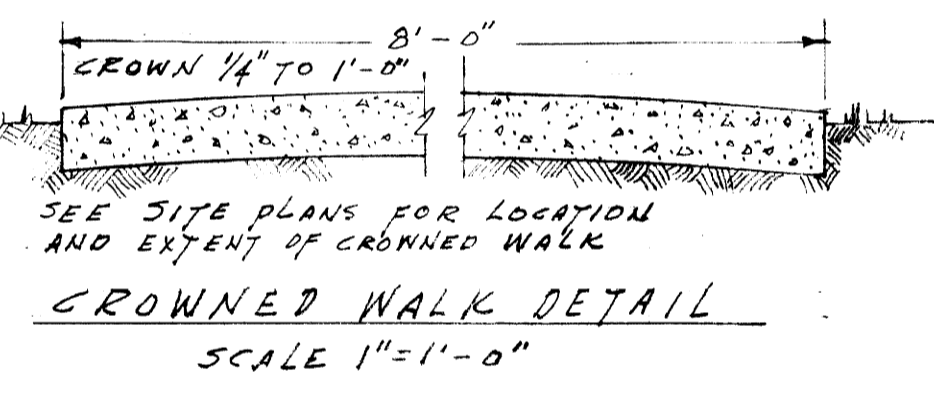 8'-0"
CROWN 1/4" TO 1'-0"
SEE SITE PLANS FOR LOCATION
AND EXTENT OF CROWNED WALK
CROWNED WALK DETAIL
SCALE 1"=1'-0"